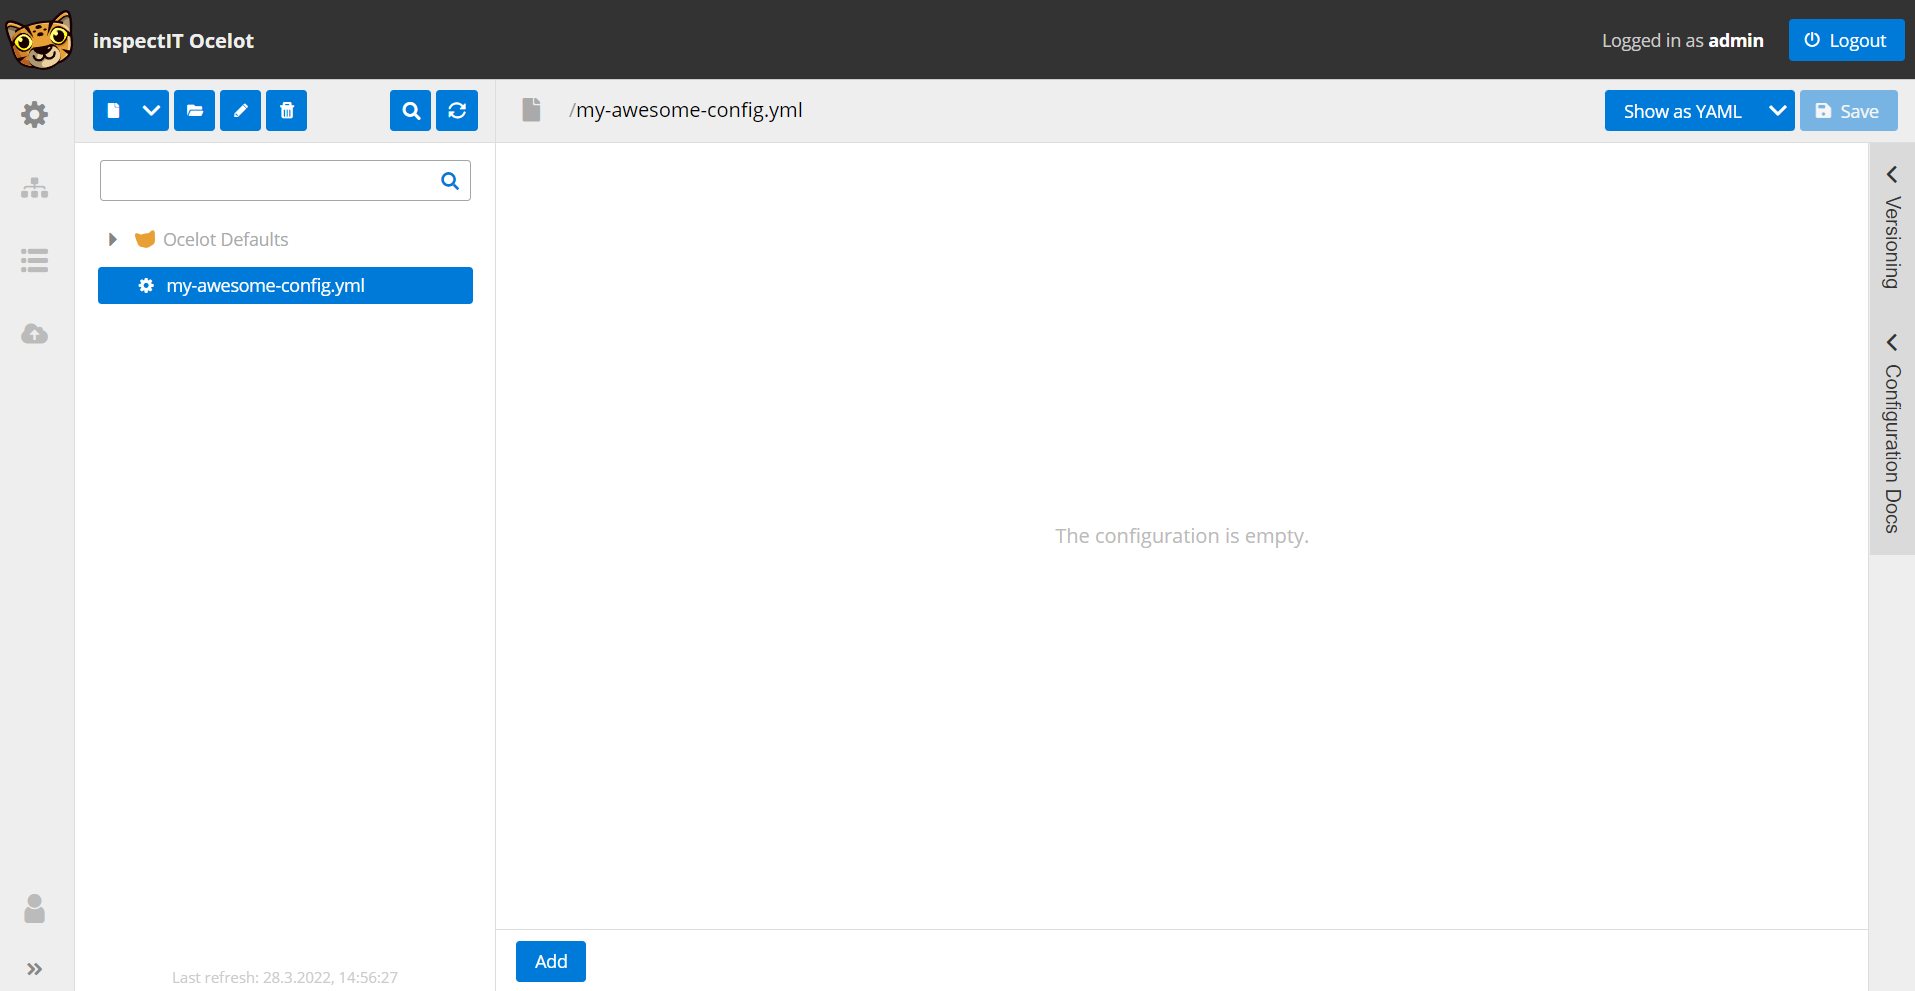 inspectIT Ocelot
Logged in as admin
Logout
/my-awesome-config.yml
Show as YAML
Save
Ocelot Defaults
my-awesome-config.yml
Versioning
Configuration Docs
The configuration is empty.
Add
Last refresh: 28.3.2022, 14:56:27